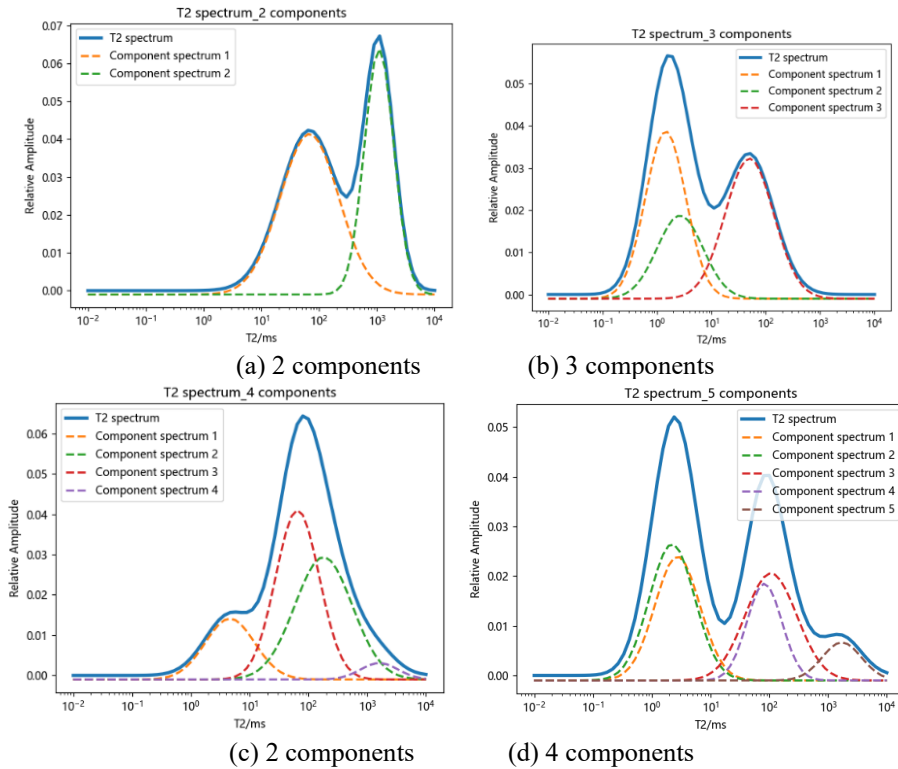 T2 spectrum_2 components
0.07
0.06
0.05
0.04
0.03
0.02
0.01
0.00
Relative Amplitude
T2 spectrum
Component spectrum 1
Component spectrum 2
10⁻² 10⁻¹ 10⁰ 10¹ 10² 10³ 10⁴
T2/ms
(a) 2 components
T2 spectrum_3 components
0.05
0.04
0.03
0.02
0.01
0.00
Relative Amplitude
T2 spectrum
Component spectrum 1
Component spectrum 2
Component spectrum 3
10⁻² 10⁻¹ 10⁰ 10¹ 10² 10³ 10⁴
T2/ms
(b) 3 components
T2 spectrum_4 components
0.06
0.05
0.04
0.03
0.02
0.01
0.00
Relative Amplitude
T2 spectrum
Component spectrum 1
Component spectrum 2
Component spectrum 3
Component spectrum 4
10⁻² 10⁻¹ 10⁰ 10¹ 10² 10³ 10⁴
T2/ms
(c) 2 components
T2 spectrum_5 components
0.05
0.04
0.03
0.02
0.01
0.00
Relative Amplitude
T2 spectrum
Component spectrum 1
Component spectrum 2
Component spectrum 3
Component spectrum 4
Component spectrum 5
10⁻² 10⁻¹ 10⁰ 10¹ 10² 10³ 10⁴
T2/ms
(d) 4 components